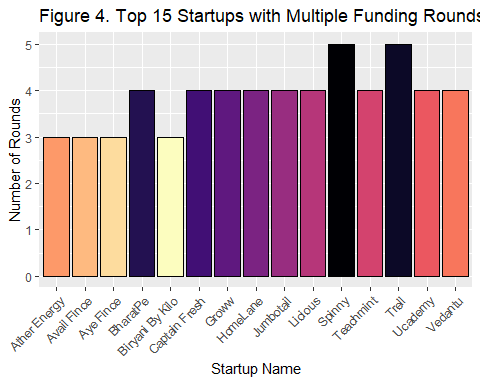 Figure 4. Top 15 Startups with Multiple Funding Rounds
Number of Rounds
5
4
3
2
1
0
Ather Energy
Avail Fince
Aye Fince
BharatPe
Biryani By Kilo
Captain Fresh
Groww
HomeLane
Jumbotail
Licious
Spinny
Teachmint
Trell
Ucademy
Vedantu
Startup Name